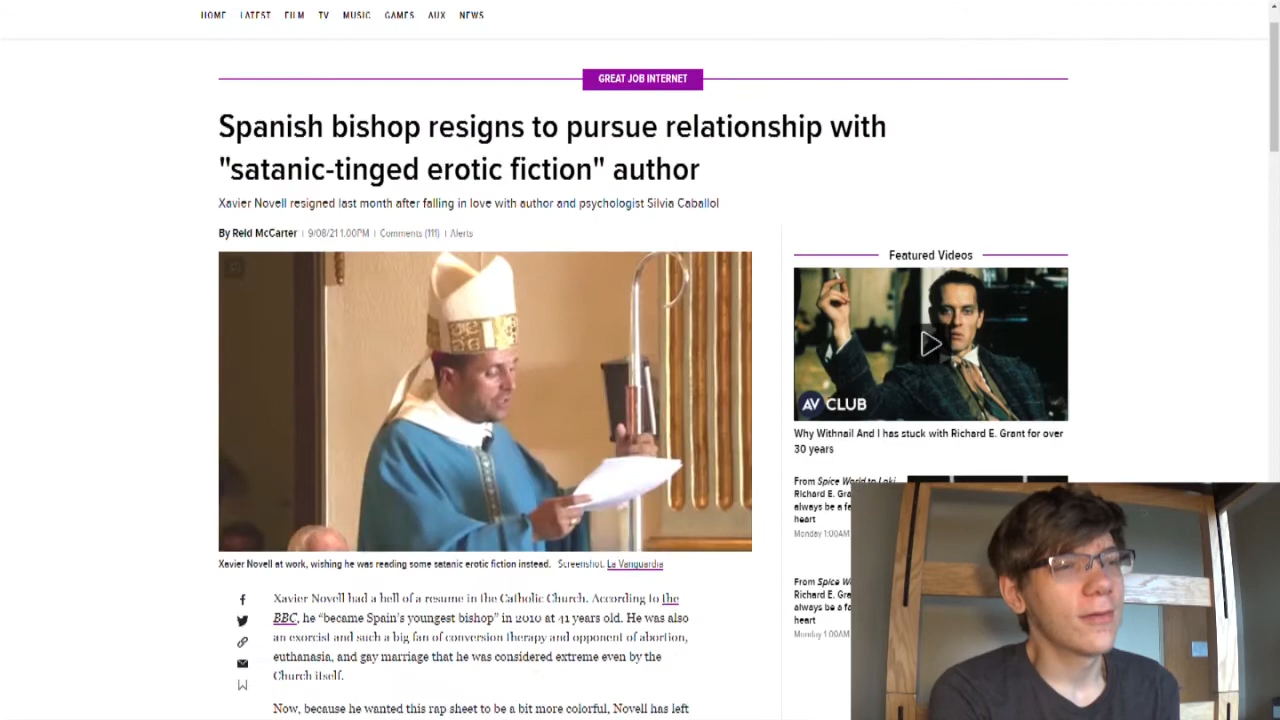 HOME LATEST FILM TV MUSIC GAMES AUX NEWS
GREAT JOB INTERNET
Spanish bishop resigns to pursue relationship with
"satanic-tinged erotic fiction" author
Xavier Novell resigned last month after falling in love with author and psychologist Silvia Caballol
By Reid McCarter | 9/08/21 1:00PM | Comments (111) | Alerts
Xavier Novell at work, wishing he was reading some satanic erotic fiction instead. Screenshot: La Vanguardia
Xavier Novell had a hell of a resume in the Catholic Church. According to the
BBC, he “became Spain’s youngest bishop” in 2010 at 41 years old. He was also
an exorcist and such a big fan of conversion therapy and opponent of abortion,
euthanasia, and gay marriage that he was considered extreme even by the
Church itself.
Now, because he wanted this rap sheet to be a bit more colorful, Novell has left
Featured Videos
AV CLUB
Why Withnail And I has stuck with Richard E. Grant for over
30 years
From Spice World to Loki,
Richard E. Gra
always be a fa
heart
Monday 1:00AM
From Spice W
Richard E. Gra
always be a fa
heart
Monday 1:00AM